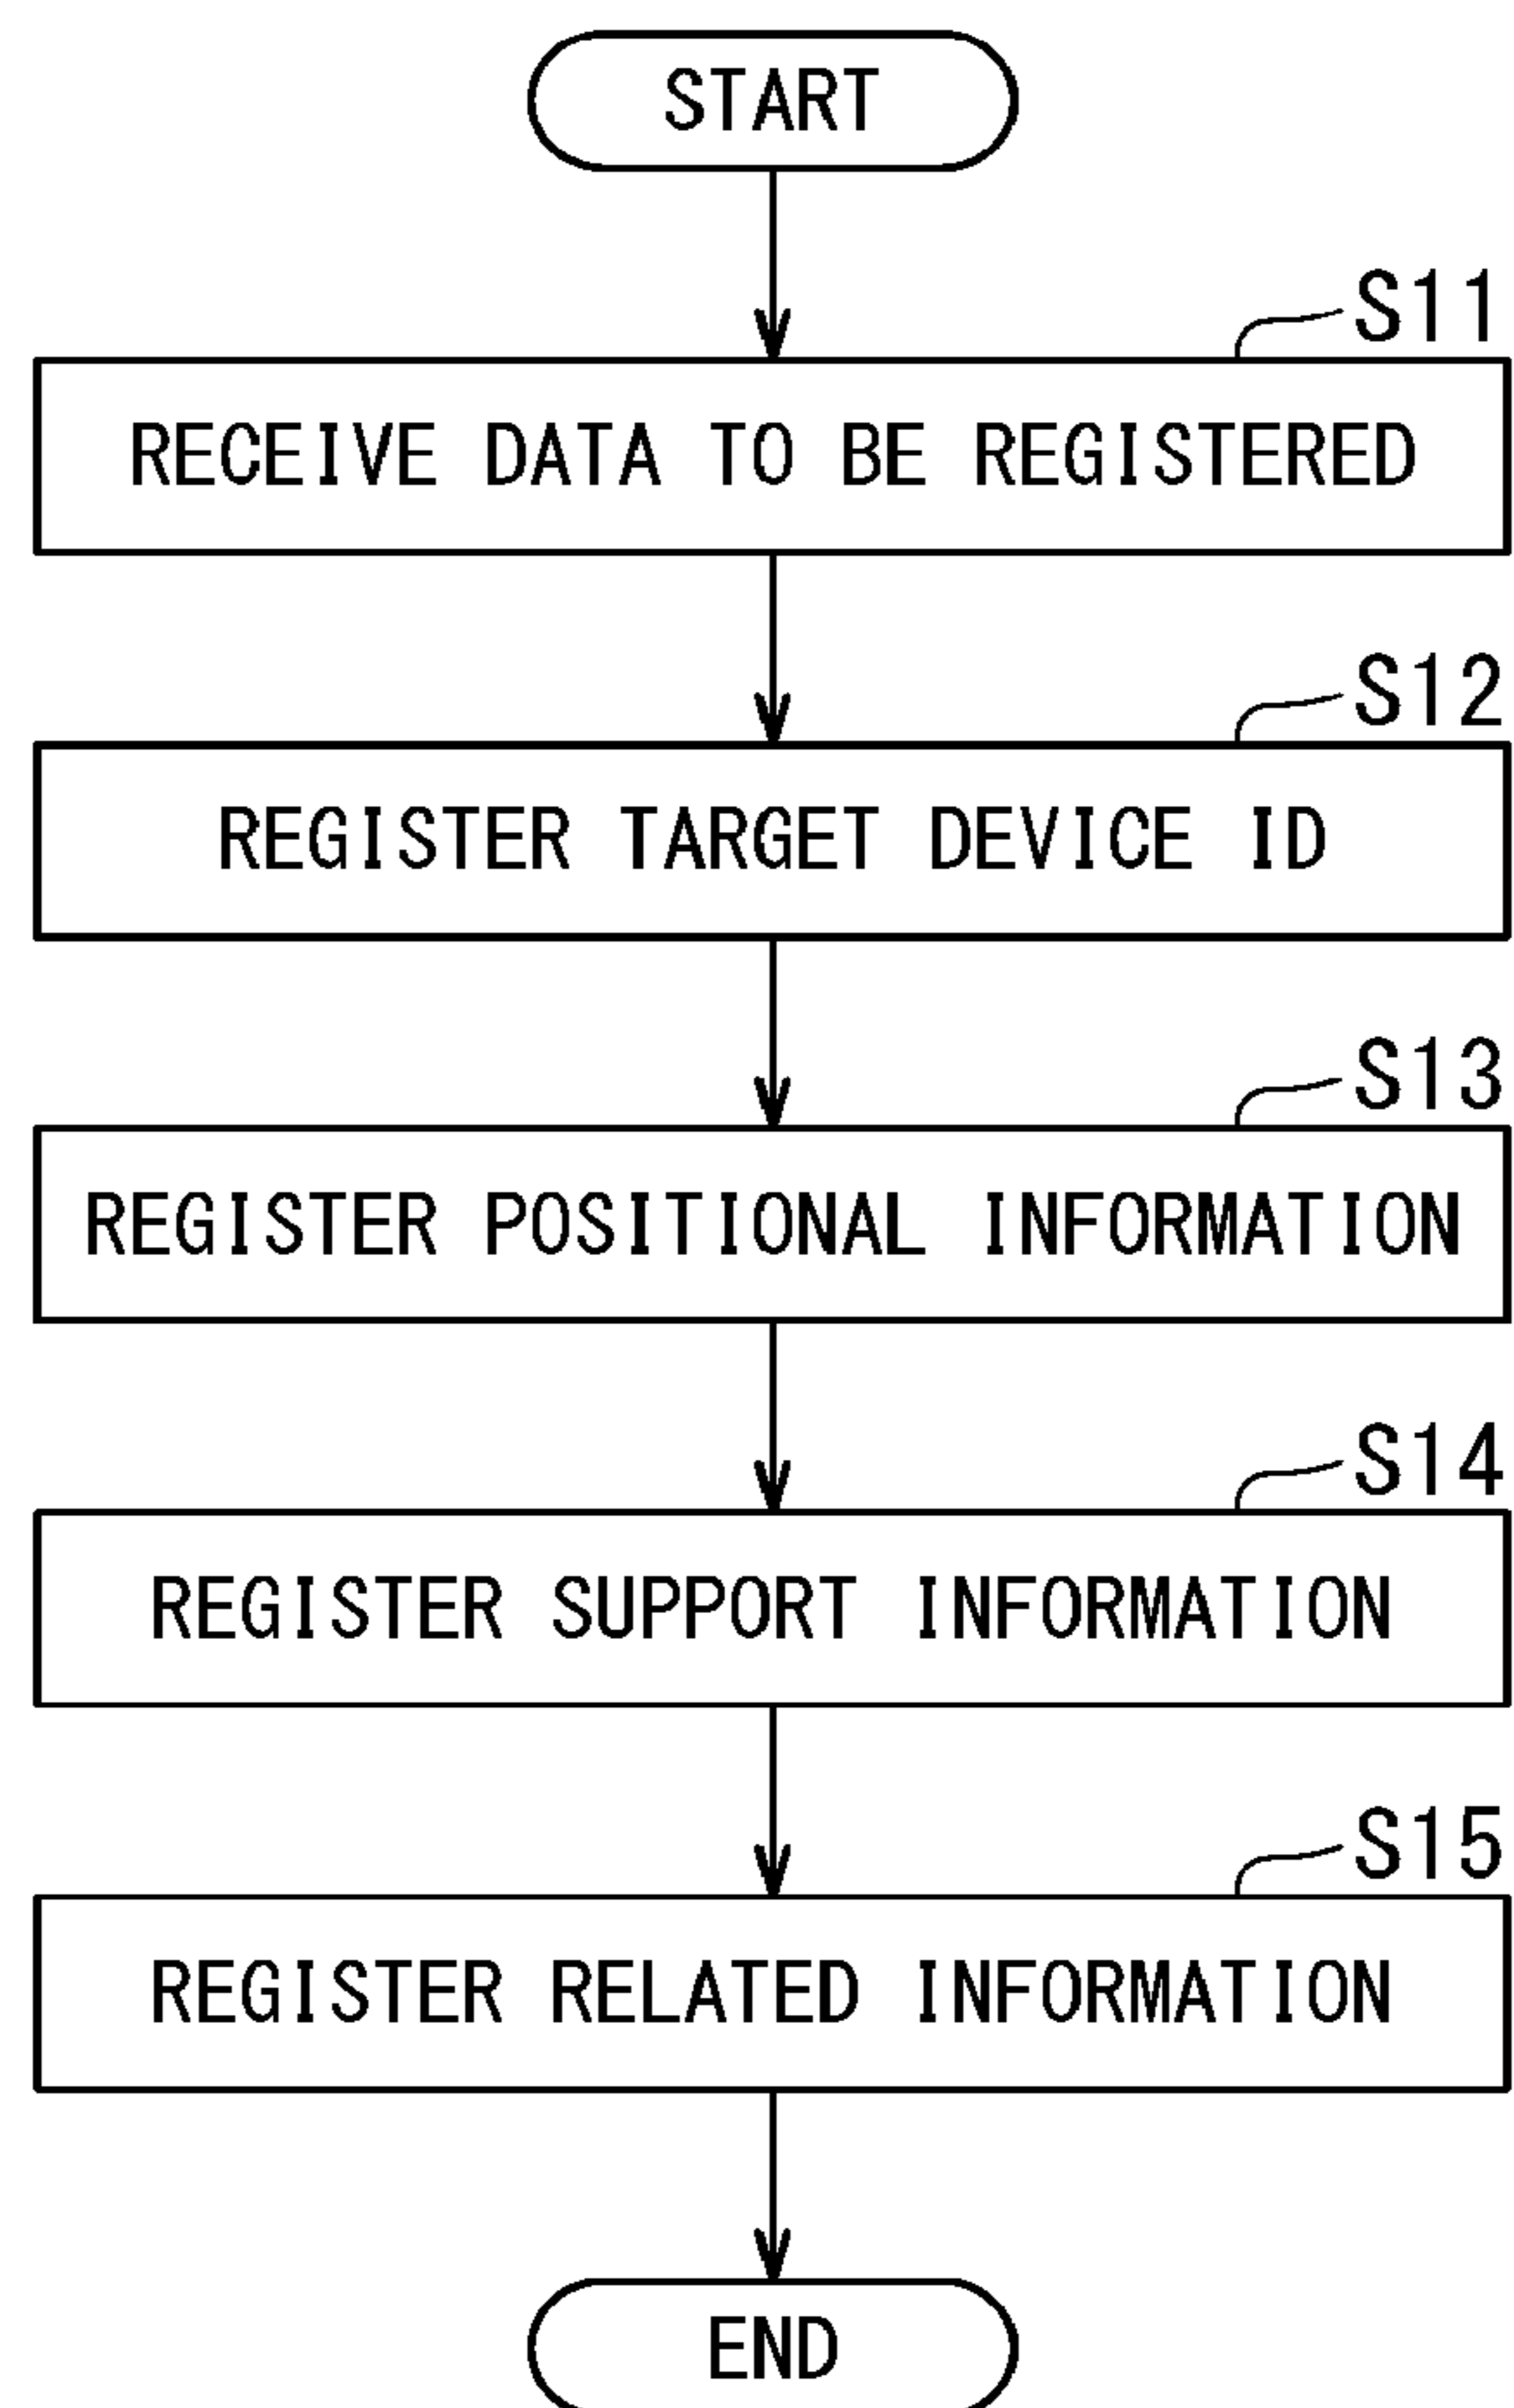 START
S11
RECEIVE DATA TO BE REGISTERED
S12
REGISTER TARGET DEVICE ID
S13
REGISTER POSITIONAL INFORMATION
S14
REGISTER SUPPORT INFORMATION
S15
REGISTER RELATED INFORMATION
END